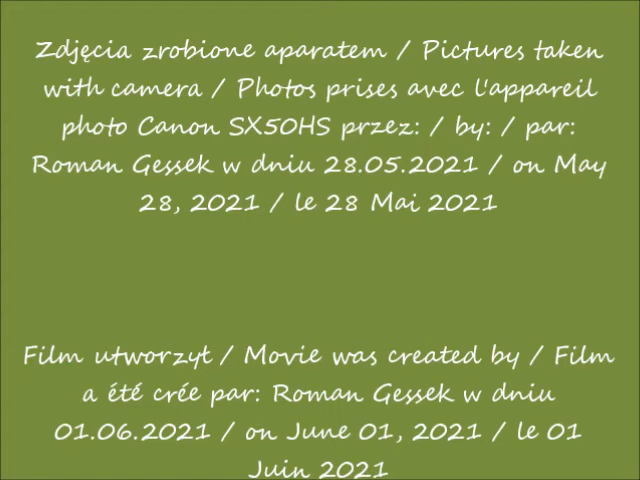 Zdjęcia zrobione aparatem / Pictures taken
with camera / Photos prises avec l'appareil
photo Canon SX50HS przez: / by: / par:
Roman Gessek w dniu 28.05.2021 / on May
28, 2021 / le 28 Mai 2021
Film utworzył / Movie was created by / Film
a été crée par: Roman Gessek w dniu
01.06.2021 / on June 01, 2021 / le 01
Juin 2021